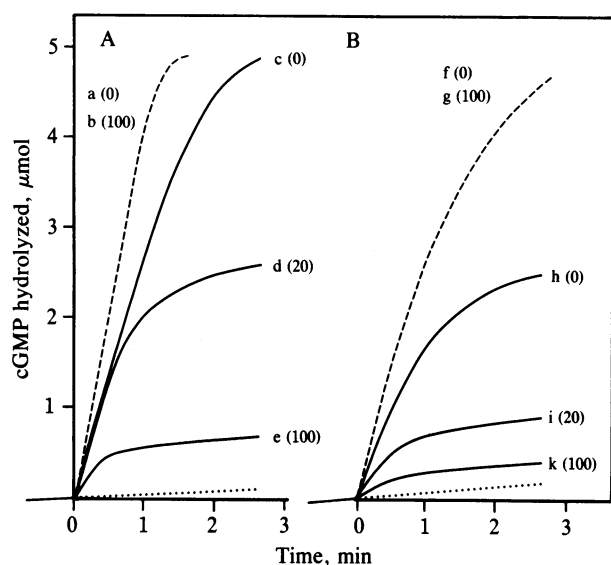 A
B
5
4
3
2
1
0
cGMP hydrolyzed, μmol
a (0)
b (100)
c (0)
d (20)
e (100)
f (0)
g (100)
h (0)
i (20)
k (100)
0 1 2 3
0 1 2 3
Time, min